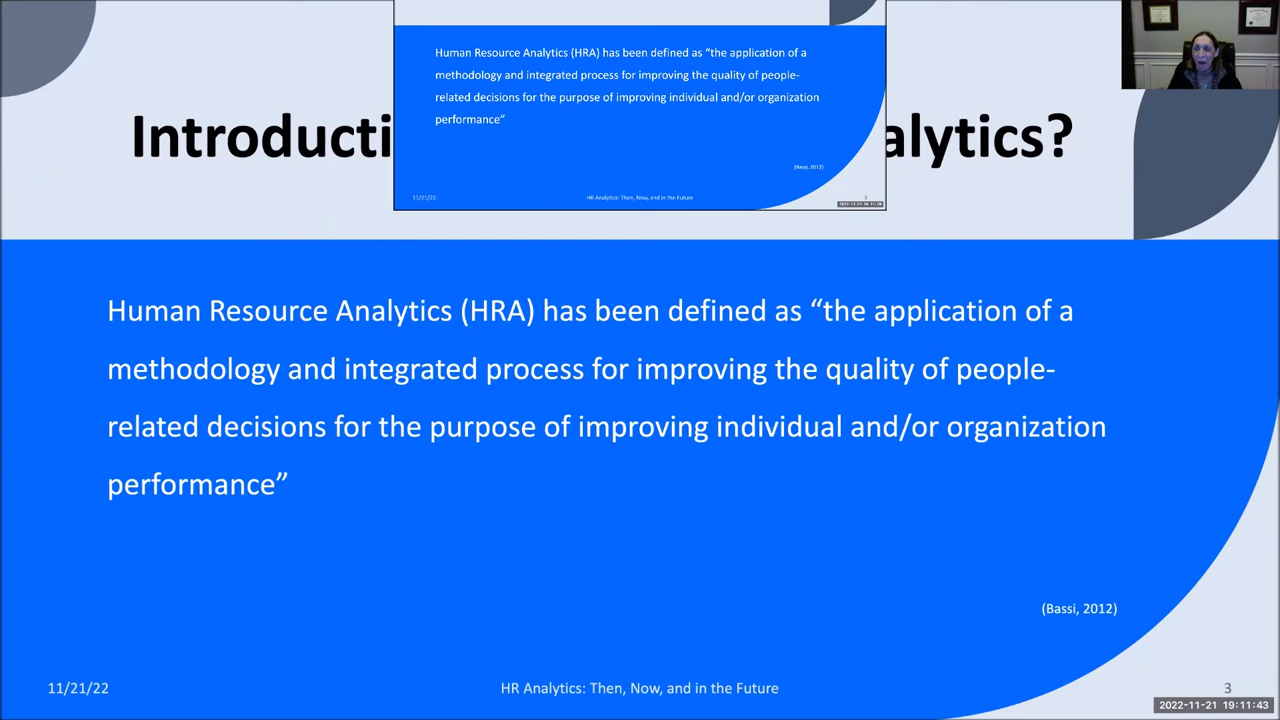 Human Resource Analytics (HRA) has been defined as “the application of a
methodology and integrated process for improving the quality of people-
related decisions for the purpose of improving individual and/or organization
performance”
(Bassi, 2012)
11/21/22
HR Analytics: Then, Now, and in the Future
3
Introducti
alytics?
Human Resource Analytics (HRA) has been defined as “the application of a
methodology and integrated process for improving the quality of people-
related decisions for the purpose of improving individual and/or organization
performance”
(Bassi, 2012)
11/21/22
HR Analytics: Then, Now, and in the Future
3
2022-11-21 19:11:43